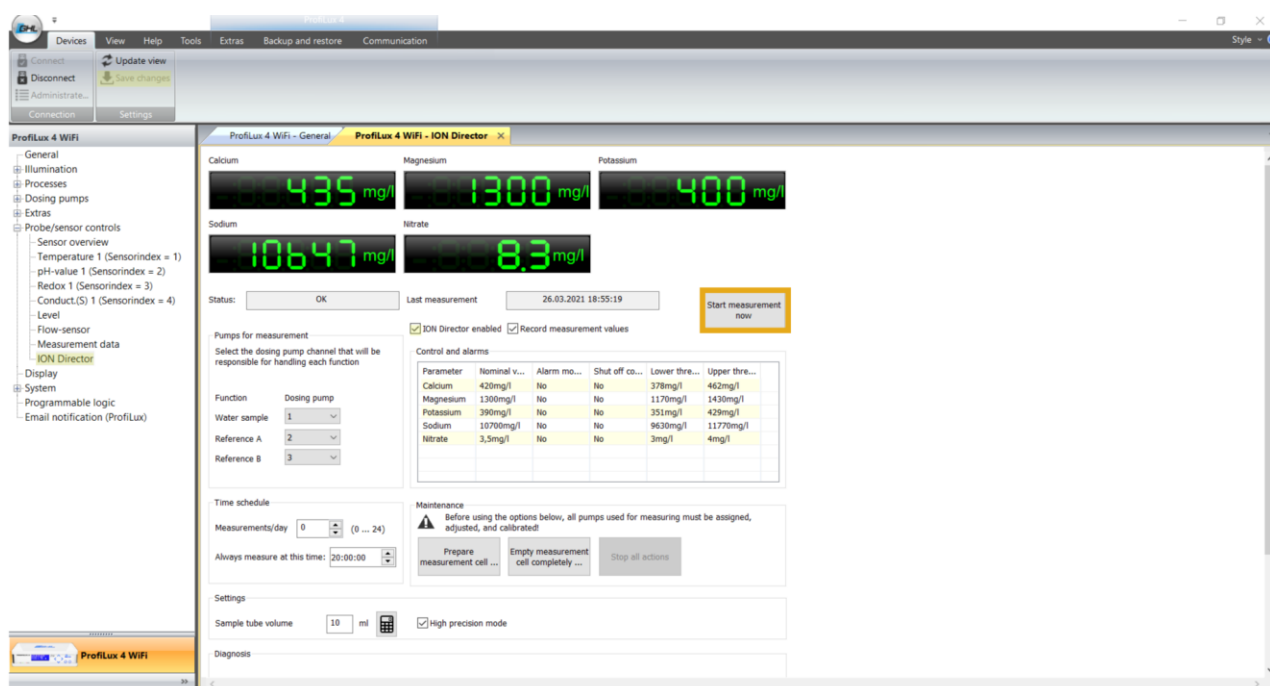 ProfiLux 4
GHL
Devices View Help Tools Extras Backup and restore Communication
Style
Connect
Disconnect
Administrate...
Update view
Save changes
Connection
Settings
ProfiLux 4 WiFi
General
Illumination
Processes
Dosing pumps
Extras
Probe/sensor controls
Sensor overview
Temperature 1 (Sensorindex = 1)
pH-value 1 (Sensorindex = 2)
Redox 1 (Sensorindex = 3)
Conduct.(S) 1 (Sensorindex = 4)
Level
Flow-sensor
Measurement data
ION Director
Display
System
Programmable logic
Email notification (ProfiLux)
ProfiLux 4 WiFi
ProfiLux 4 WiFi - General
ProfiLux 4 WiFi - ION Director
Calcium Magnesium Potassium
435 mg/l 1300 mg/l 400 mg/l
Sodium Nitrate
10647 mg/l 8.3 mg/l
Status: OK Last measurement 26.03.2021 18:55:19
Start measurement
now
ION Director enabled Record measurement values
Pumps for measurement
Select the dosing pump channel that will be
responsible for handling each function
Function Dosing pump
Water sample 1
Reference A 2
Reference B 3
Control and alarms
Parameter Nominal v... Alarm mo... Shut off co... Lower thre... Upper thre...
Calcium 420mg/l No No 378mg/l 462mg/l
Magnesium 1300mg/l No No 1170mg/l 1430mg/l
Potassium 390mg/l No No 351mg/l 429mg/l
Sodium 10700mg/l No No 9630mg/l 11770mg/l
Nitrate 3,5mg/l No No 3mg/l 4mg/l
Time schedule
Measurements/day 0 (0 ... 24)
Always measure at this time: 20:00:00
Maintenance
Before using the options below, all pumps used for measuring must be assigned,
adjusted, and calibrated!
Prepare
measurement cell ...
Empty measurement
cell completely ...
Stop all actions
Settings
Sample tube volume 10 ml High precision mode
Diagnosis